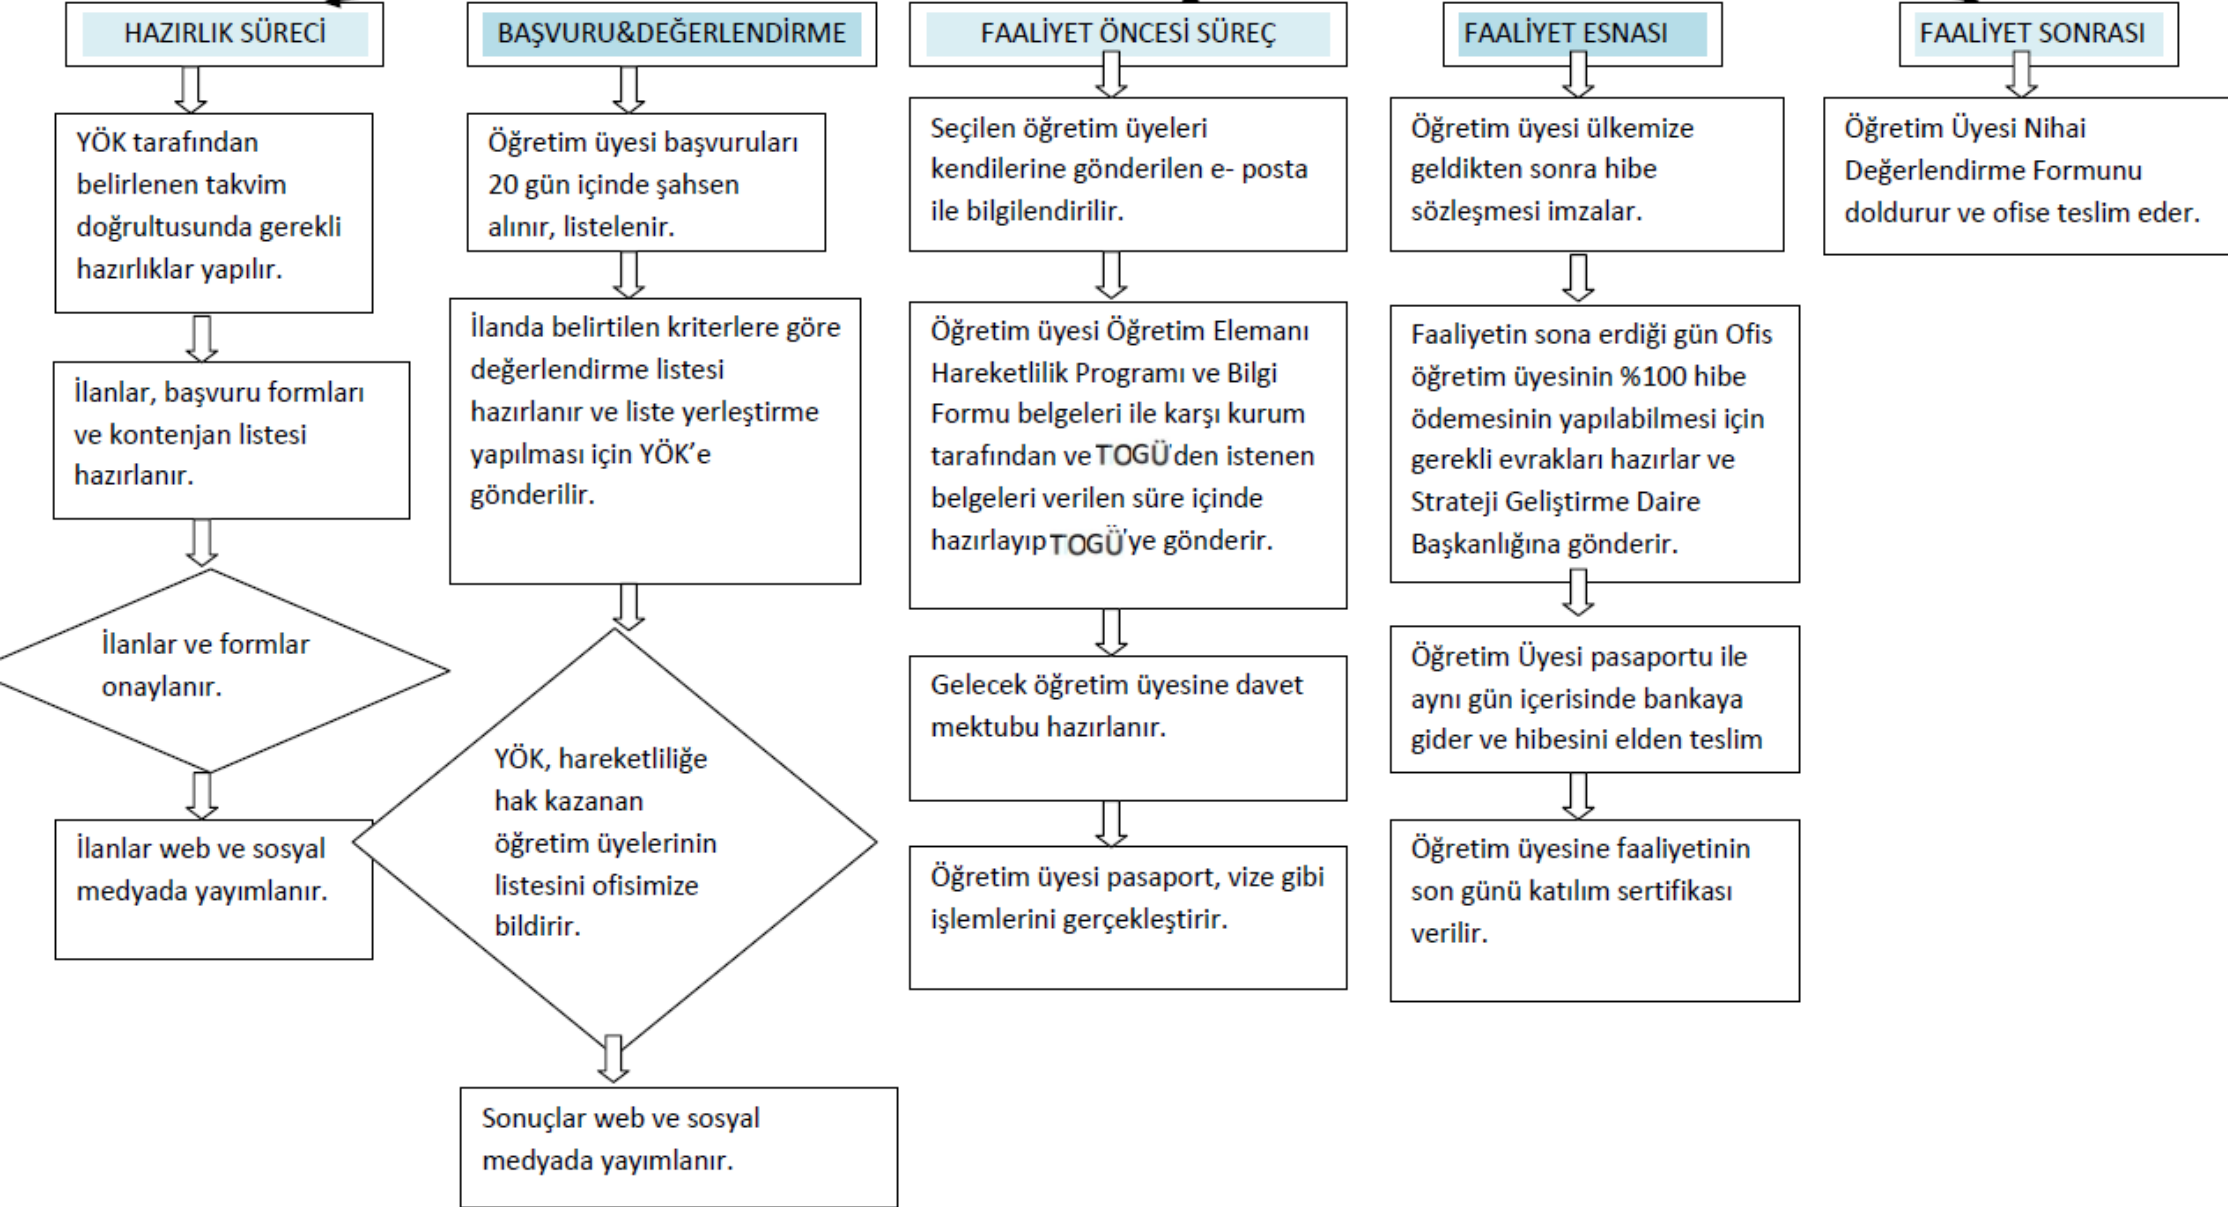 HAZIRLIK SÜRECİ
YÖK tarafından
belirlenen takvim
doğrultusunda gerekli
hazırlıklar yapılır.
İlanlar, başvuru formları
ve kontenjan listesi
hazırlanır.
İlanlar ve formlar
onaylanır.
İlanlar web ve sosyal
medyada yayımlanır.
BAŞVURU&DEĞERLENDİRME
Öğretim üyesi başvuruları
20 gün içinde şahsen
alınır, listelenir.
İlanda belirtilen kriterlere göre
değerlendirme listesi
hazırlanır ve liste yerleştirme
yapılması için YÖK’e
gönderilir.
YÖK, hareketliliğe
hak kazanan
öğretim üyelerinin
listesini ofisimize
bildirir.
Sonuçlar web ve sosyal
medyada yayımlanır.
FAALİYET ÖNCESİ SÜREÇ
Seçilen öğretim üyeleri
kendilerine gönderilen e- posta
ile bilgilendirilir.
Öğretim üyesi Öğretim Elemanı
Hareketlilik Programı ve Bilgi
Formu belgeleri ile karşı kurum
tarafından ve TOGÜ'den istenen
belgeleri verilen süre içinde
hazırlayıp TOGÜ'ye gönderir.
Gelecek öğretim üyesine davet
mektubu hazırlanır.
Öğretim üyesi pasaport, vize gibi
işlemlerini gerçekleştirir.
FAALİYET ESNASI
Öğretim üyesi ülkemize
geldikten sonra hibe
sözleşmesi imzalar.
Faaliyetin sona erdiği gün Ofis
öğretim üyesinin %100 hibe
ödemesinin yapılabilmesi için
gerekli evrakları hazırlar ve
Strateji Geliştirme Daire
Başkanlığına gönderir.
Öğretim Üyesi pasaportu ile
aynı gün içerisinde bankaya
gider ve hibesini elden teslim
Öğretim üyesine faaliyetinin
son günü katılım sertifikası
verilir.
FAALİYET SONRASI
Öğretim Üyesi Nihai
Değerlendirme Formunu
doldurur ve ofise teslim eder.